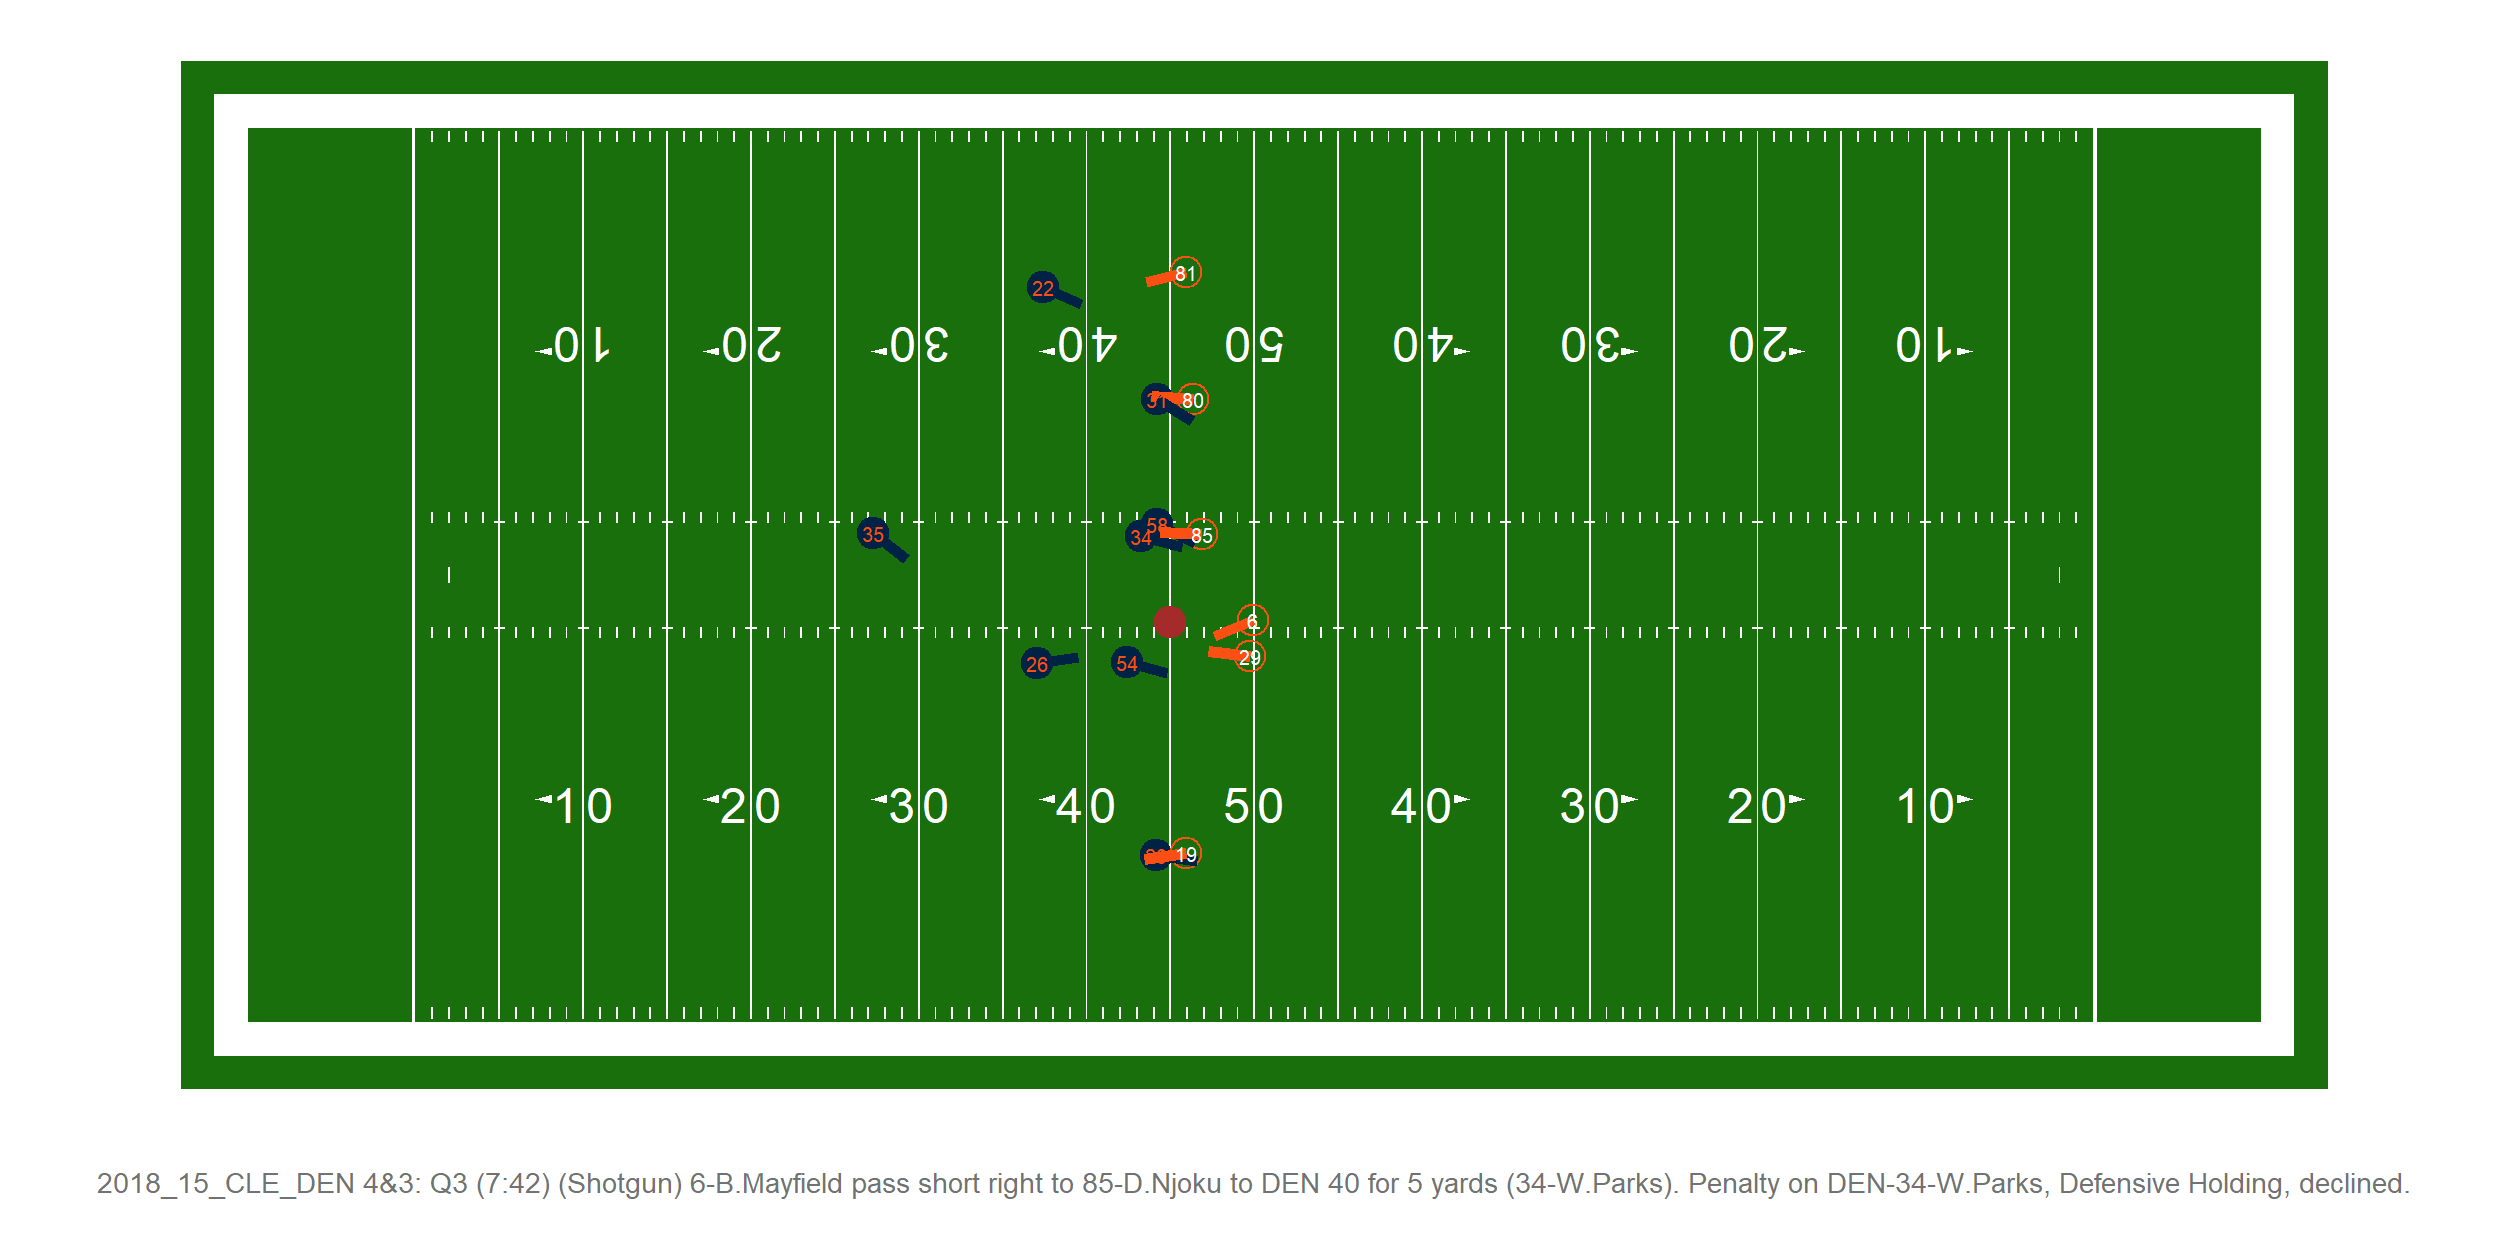 22
81
10 20 30 40 50 40 30 20 10
31 80
58
35 34 85
6
26 54 29
10 20 30 40 50 40 30 20 10
19
2018_15_CLE_DEN 4&3: Q3 (7:42) (Shotgun) 6-B.Mayfield pass short right to 85-D.Njoku to DEN 40 for 5 yards (34-W.Parks). Penalty on DEN-34-W.Parks, Defensive Holding, declined.